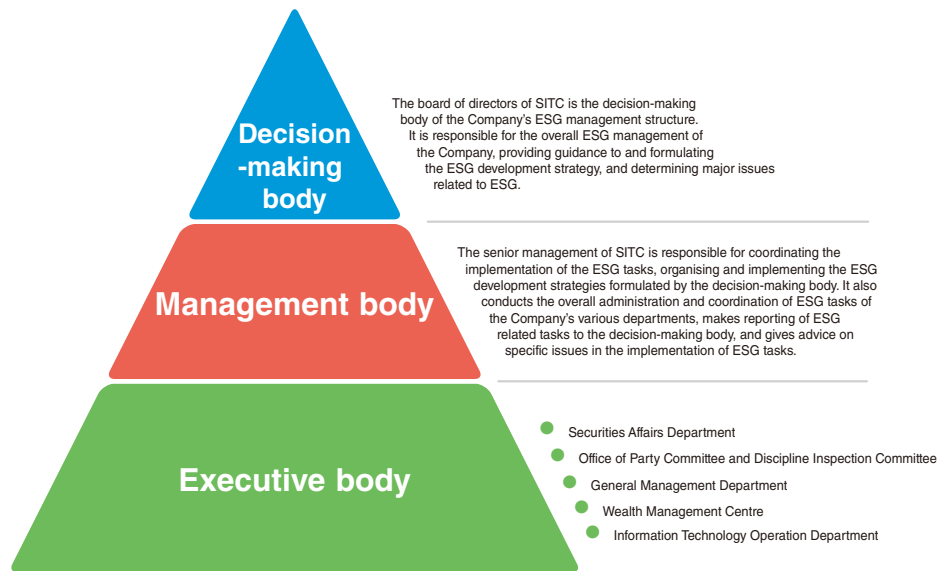 Decision
-making
body
The board of directors of SITC is the decision-making
body of the Company's ESG management structure.
It is responsible for the overall ESG management of
the Company, providing guidance to and formulating
the ESG development strategy, and determining major issues
related to ESG.
Management body
The senior management of SITC is responsible for coordinating the
implementation of the ESG tasks, organising and implementing the ESG
development strategies formulated by the decision-making body. It also
conducts the overall administration and coordination of ESG tasks of
the Company's various departments, makes reporting of ESG
related tasks to the decision-making body, and gives advice on
specific issues in the implementation of ESG tasks.
Executive body
Securities Affairs Department
Office of Party Committee and Discipline Inspection Committee
General Management Department
Wealth Management Centre
Information Technology Operation Department